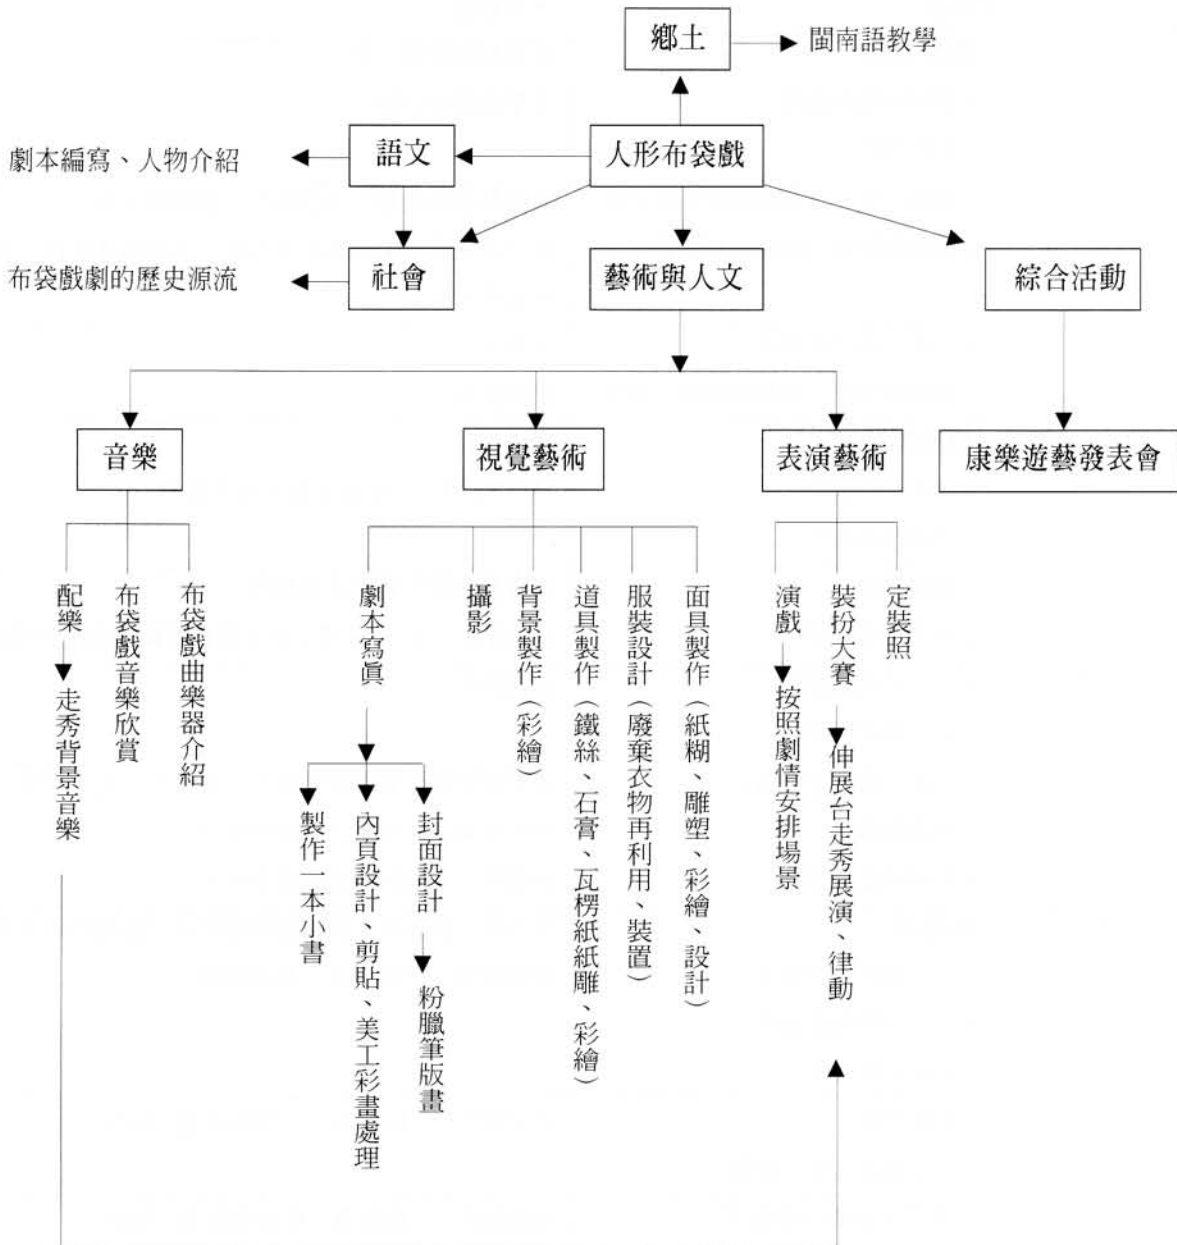 鄉土
閩南語教學
劇本編寫、人物介紹
語文
人形布袋戲
布袋戲劇的歷史源流
社會
藝術與人文
綜合活動
音樂
視覺藝術
表演藝術
康樂遊藝發表會
配樂
走秀背景音樂
布袋戲音樂欣賞
布袋戲曲樂器介紹
劇本寫眞
製作一本小書
內頁設計、剪貼、美工彩畫處理
封面設計
粉臘筆版畫
攝影
背景製作(彩繪)
道具製作(鐵絲、石膏、瓦楞紙紙雕、彩繪)
服裝設計(廢棄衣物再利用、裝置)
面具製作(紙糊、雕塑、彩繪、設計)
演戲
按照劇情安排場景
裝扮大賽
伸展台走秀展演、律動
定裝照